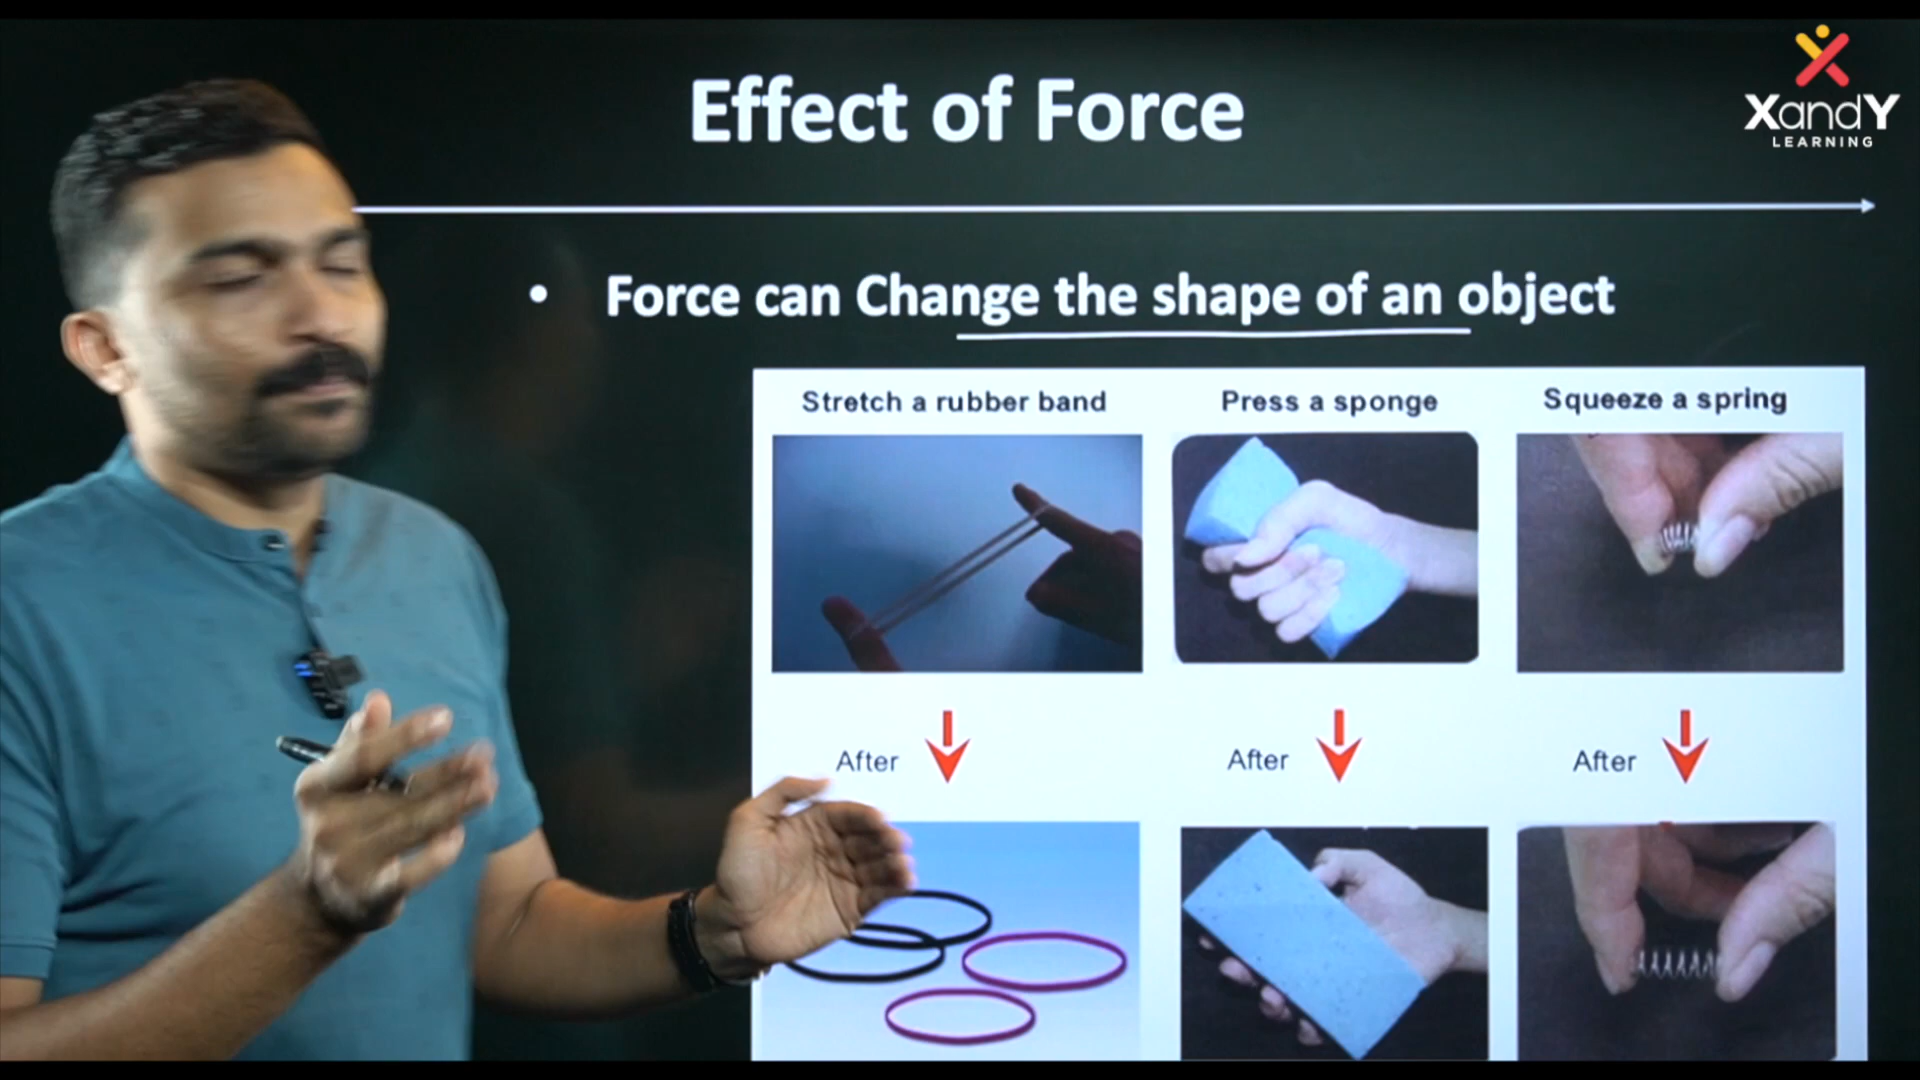 Effect of Force
XandY
LEARNING
• Force can Change the shape of an object
Stretch a rubber band
Press a sponge
Squeeze a spring
After
After
After